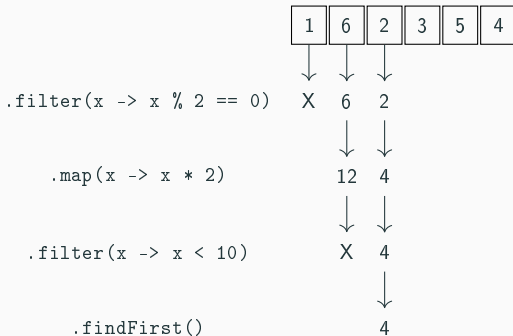 1 6 2 3 5 4
.filter(x -> x % 2 == 0) X 6 2
.map(x -> x * 2) 12 4
.filter(x -> x < 10) X 4
.findFirst() 4